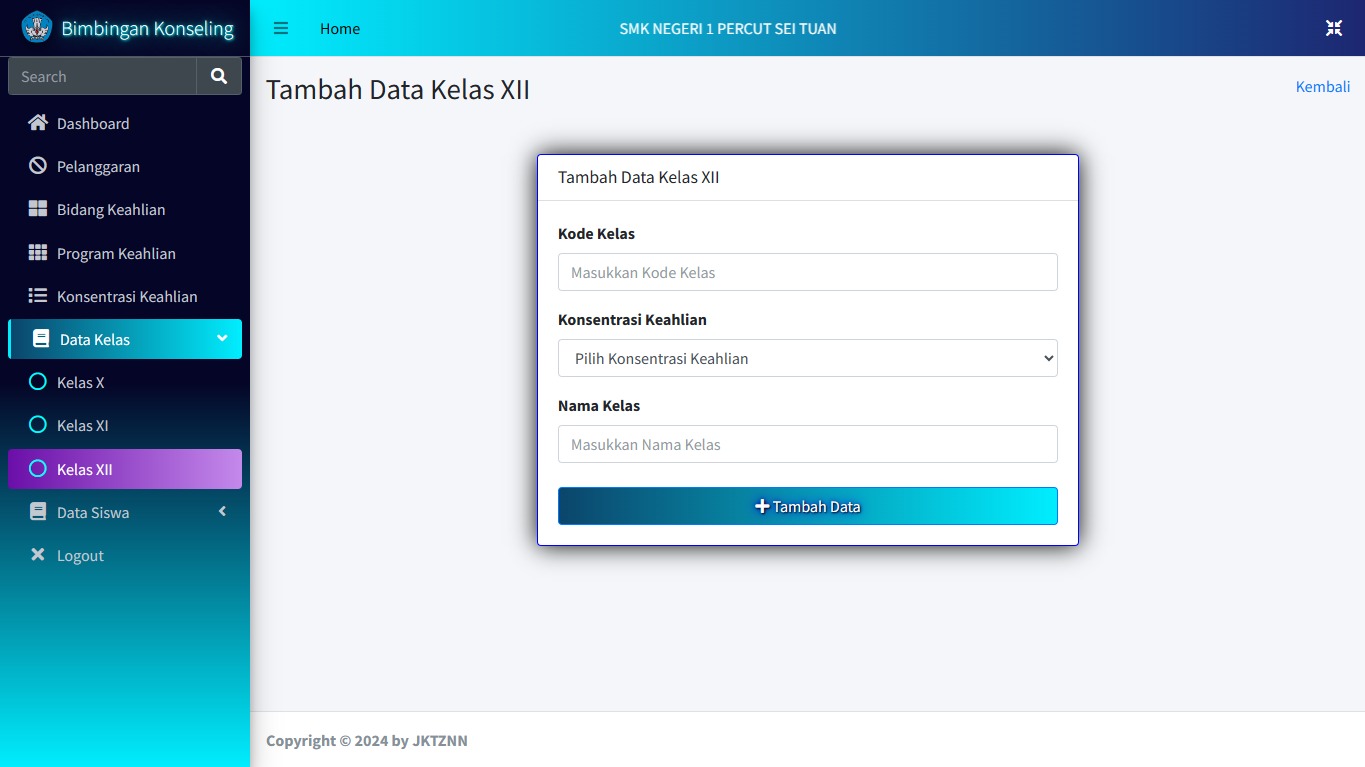 Bimbingan Konseling
Home
SMK NEGERI 1 PERCUT SEI TUAN
Search
Dashboard
Pelanggaran
Bidang Keahlian
Program Keahlian
Konsentrasi Keahlian
Data Kelas
Kelas X
Kelas XI
Kelas XII
Data Siswa
Logout
Tambah Data Kelas XII
Kembali
Tambah Data Kelas XII
Kode Kelas
Masukkan Kode Kelas
Konsentrasi Keahlian
Pilih Konsentrasi Keahlian
Nama Kelas
Masukkan Nama Kelas
Tambah Data
Copyright © 2024 by JKTZNN